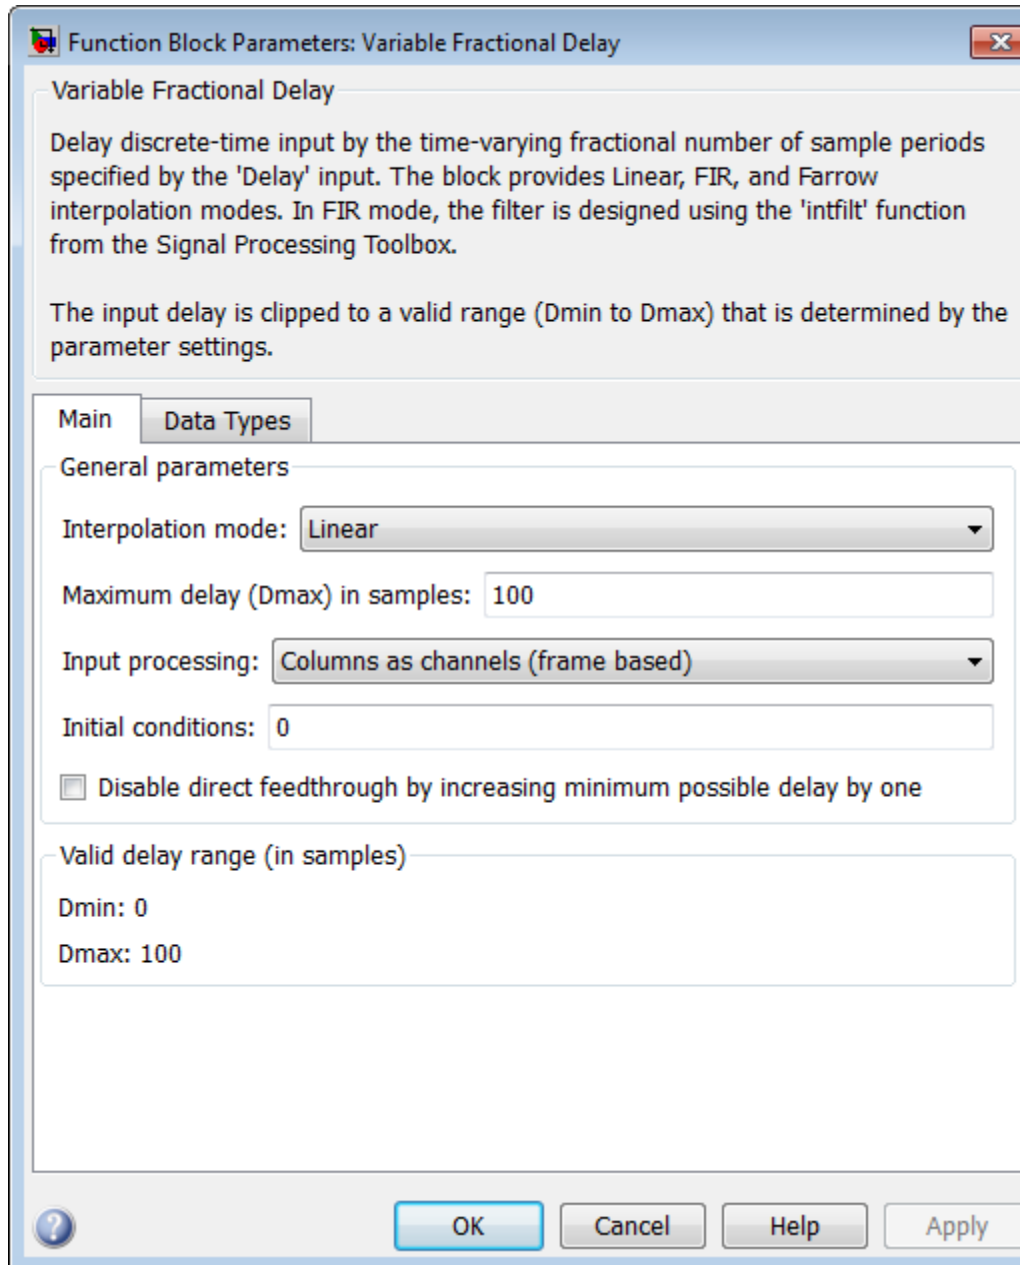 Function Block Parameters: Variable Fractional Delay
Variable Fractional Delay
Delay discrete-time input by the time-varying fractional number of sample periods
specified by the 'Delay' input. The block provides Linear, FIR, and Farrow
interpolation modes. In FIR mode, the filter is designed using the 'intfilt' function
from the Signal Processing Toolbox.
The input delay is clipped to a valid range (Dmin to Dmax) that is determined by the
parameter settings.
Main Data Types
General parameters
Interpolation mode: Linear
Maximum delay (Dmax) in samples: 100
Input processing: Columns as channels (frame based)
Initial conditions: 0
Disable direct feedthrough by increasing minimum possible delay by one
Valid delay range (in samples)
Dmin: 0
Dmax: 100
? OK Cancel Help Apply